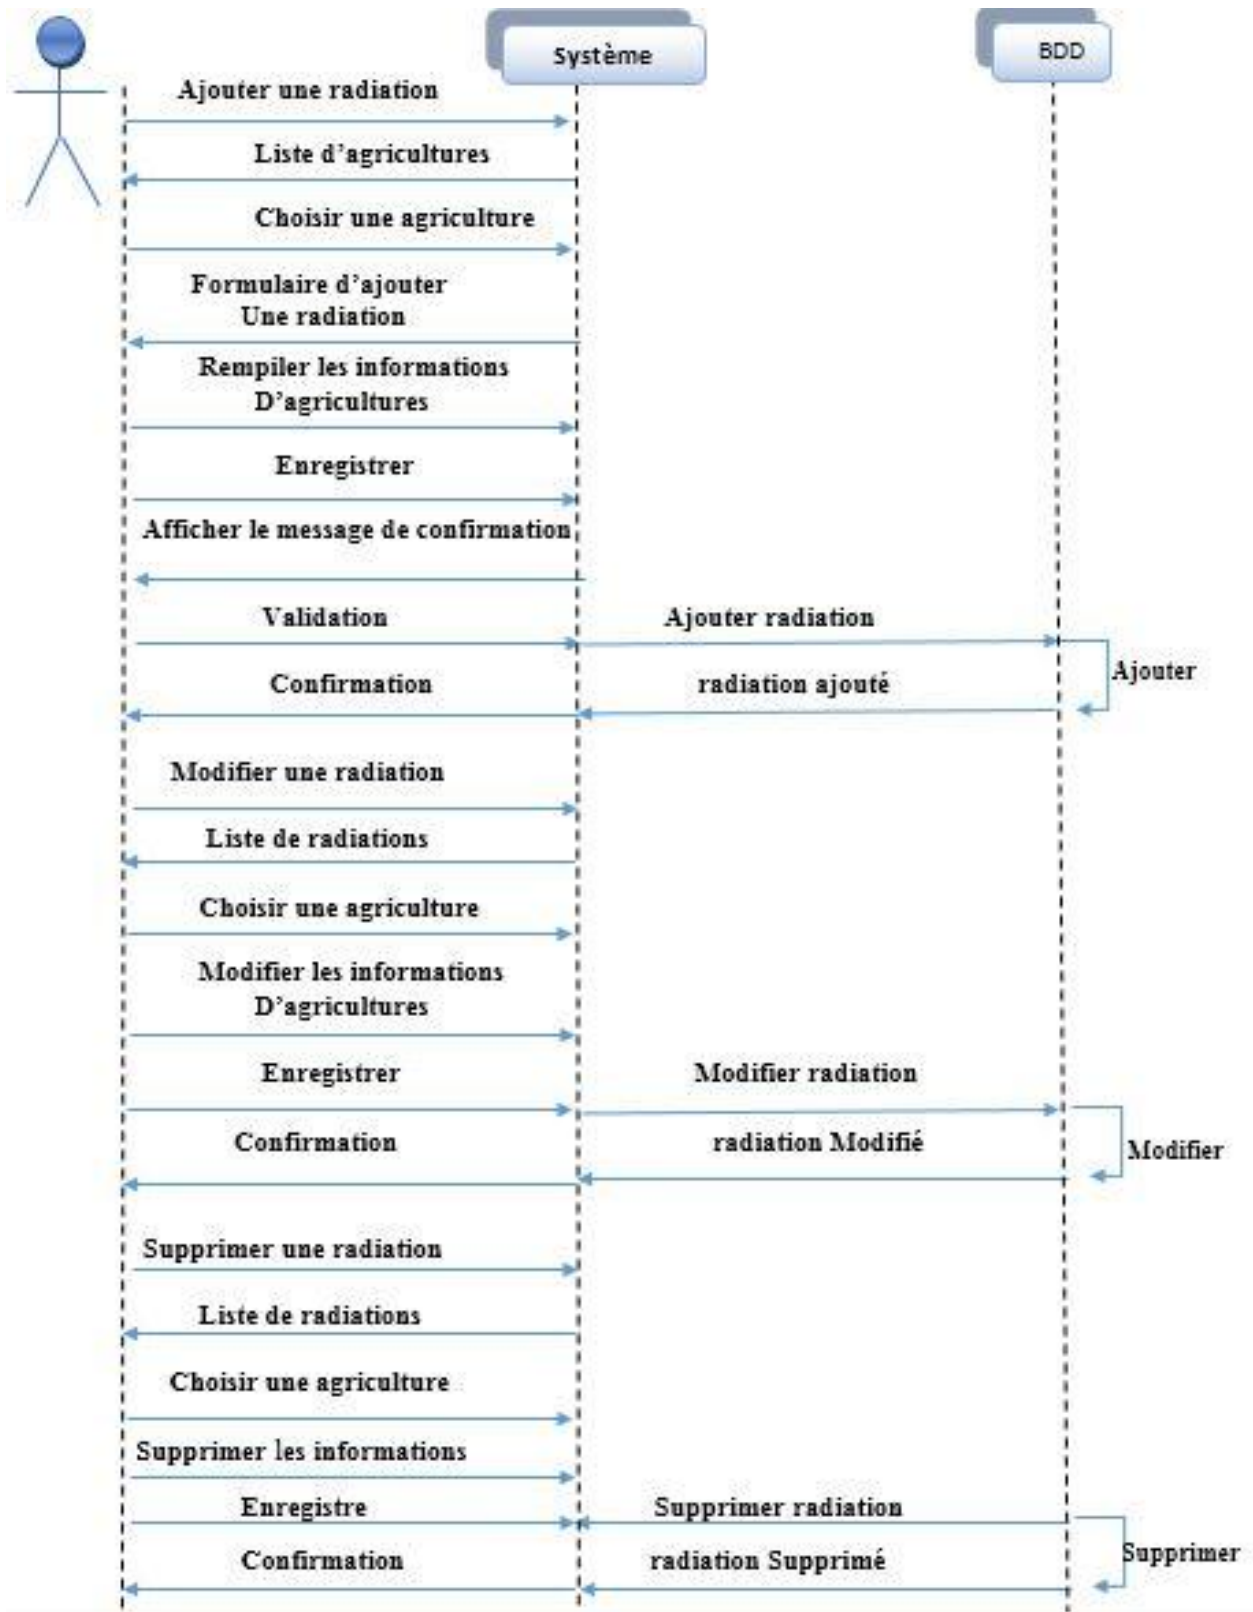 Système
BDD
Ajouter une radiation
Liste d'agricultures
Choisir une agriculture
Formulaire d'ajouter
Une radiation
Rempiler les informations
D'agricultures
Enregistrer
Afficher le message de confirmation
Validation
Ajouter radiation
Ajouter
Confirmation
radiation ajouté
Modifier une radiation
Liste de radiations
Choisir une agriculture
Modifier les informations
D'agricultures
Enregistrer
Modifier radiation
Confirmation
radiation Modifié
Modifier
Supprimer une radiation
Liste de radiations
Choisir une agriculture
Supprimer les informations
Enregistre
Supprimer radiation
Supprimer
Confirmation
radiation Supprimé